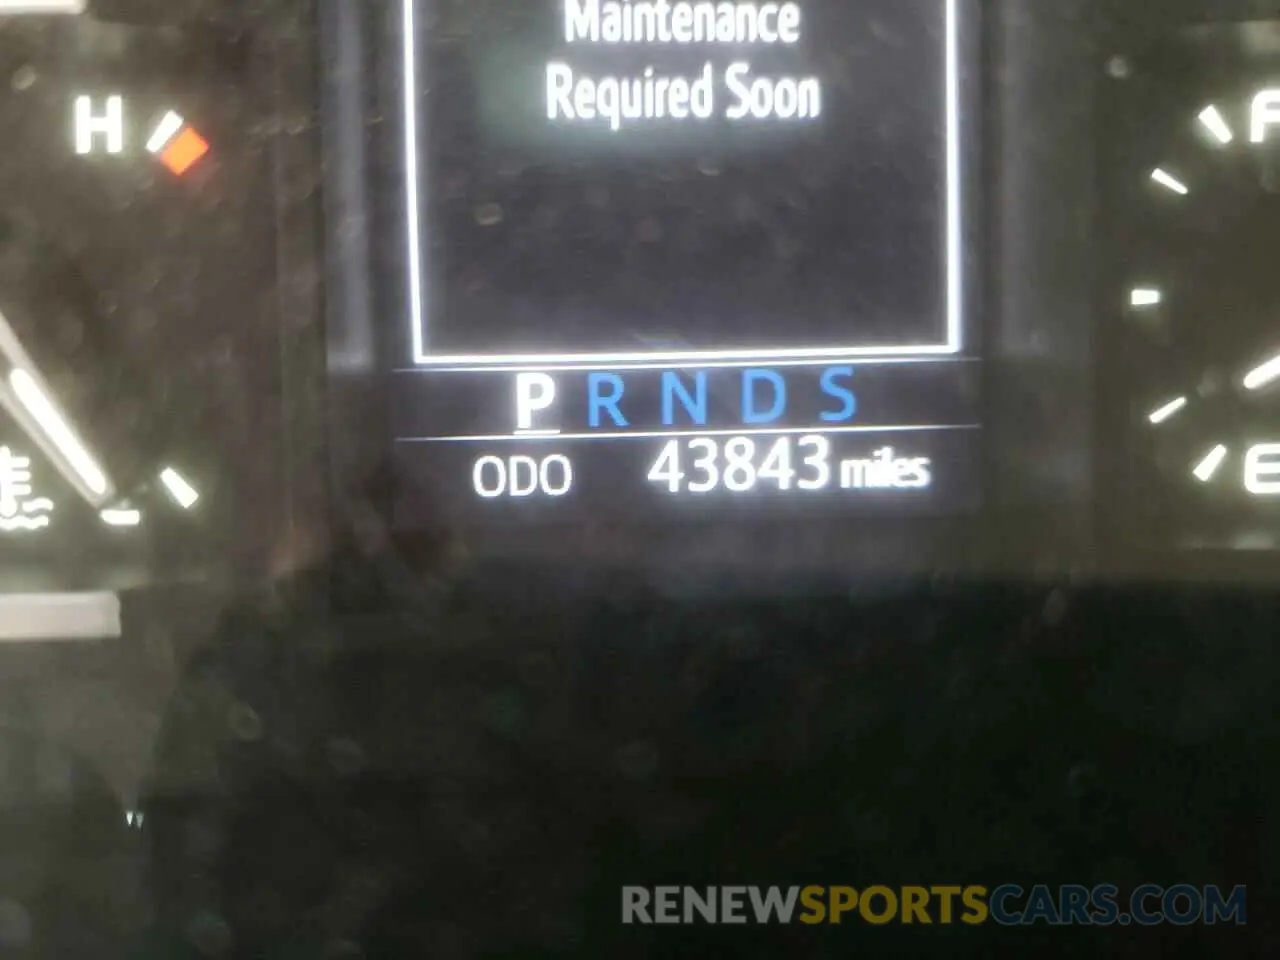 Maintenance
Required Soon
H
F
P R N D S
ODO 43843 miles
E
RENEWSPORTSCARS.COM